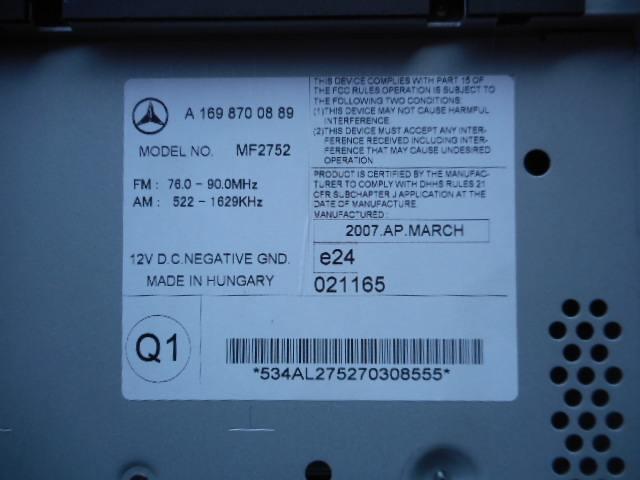 A 169 870 08 89
MODEL NO. MF2752
FM : 76.0 - 90.0MHz
AM : 522 - 1629KHz
12V D.C.NEGATIVE GND.
MADE IN HUNGARY
THIS DEVICE COMPLIES WITH PART 15 OF
THE FCC RULES OPERATION IS SUBJECT TO
THE FOLLOWING TWO CONDITIONS:
(1)THIS DEVICE MAY NOT CAUSE HARMFUL
INTERFERENCE
(2)THIS DEVICE MUST ACCEPT ANY INTER-
FERENCE RECEIVED INCLUDING INTER-
FERENCE THAT MAY CAUSE UNDESIRED
OPERATION
PRODUCT IS CERTIFIED BY THE MANUFAC-
TURER TO COMPLY WITH DHHS RULES 21
CFR SUBCHAPTER J APPLICATION AT THE
DATE OF MANUFACTURE
MANUFACTURED:
2007.AP.MARCH
e24
021165
Q1
*534AL275270308555*